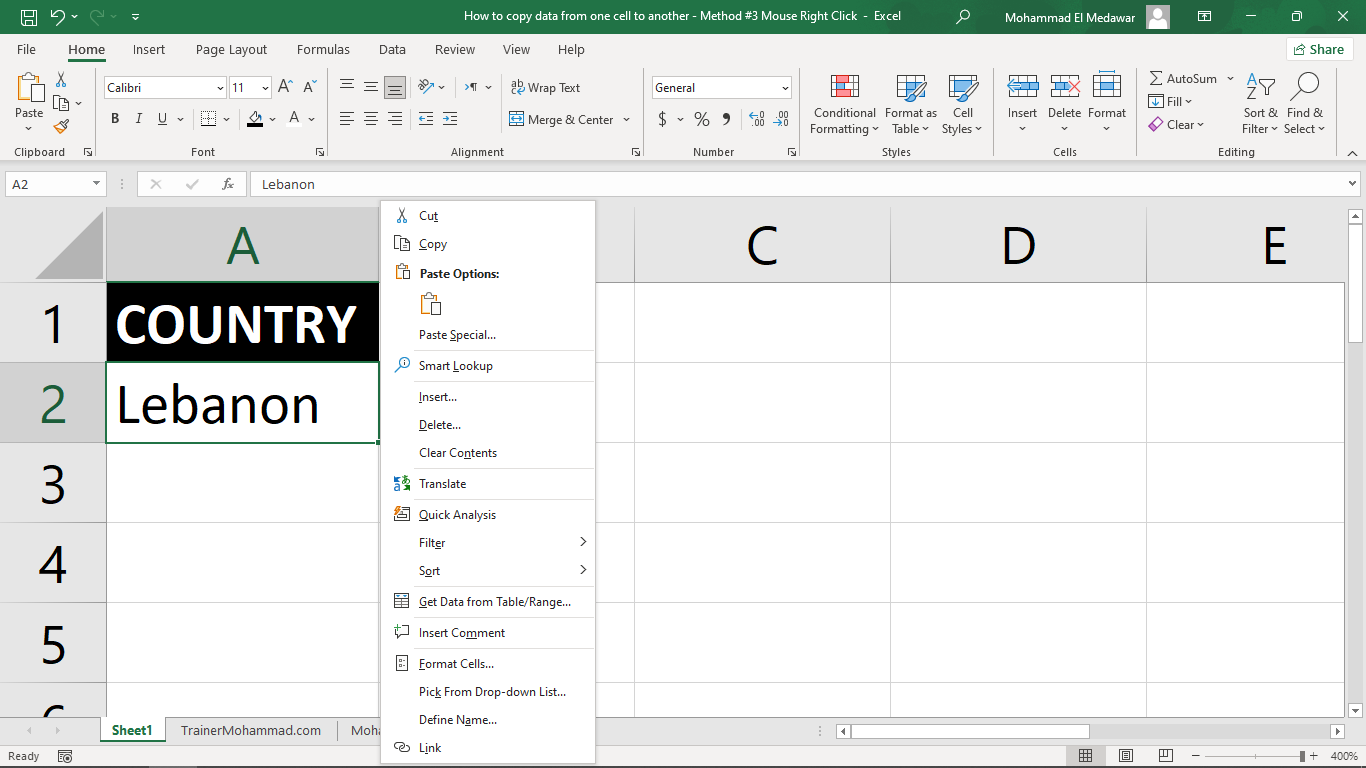 How to copy data from one cell to another - Method #3 Mouse Right Click - Excel
Mohammad El Medawar
File Home Insert Page Layout Formulas Data Review View Help
Share
Paste
Calibri 11
B I U A
Wrap Text
Merge & Center
General
$ %
Conditional Formatting
Format as Table
Cell Styles
Insert Delete Format
AutoSum
Fill
Clear
Sort & Filter
Find & Select
Clipboard Font Alignment Number Styles Cells Editing
A2 fx Lebanon
A C D E
1 COUNTRY
2 Lebanon
3
4
5
Cut
Copy
Paste Options:
Paste Special...
Smart Lookup
Insert...
Delete...
Clear Contents
Translate
Quick Analysis
Filter
Sort
Get Data from Table/Range...
Insert Comment
Format Cells...
Pick From Drop-down List...
Define Name...
Link
Sheet1 TrainerMohammad.com
Ready
400%